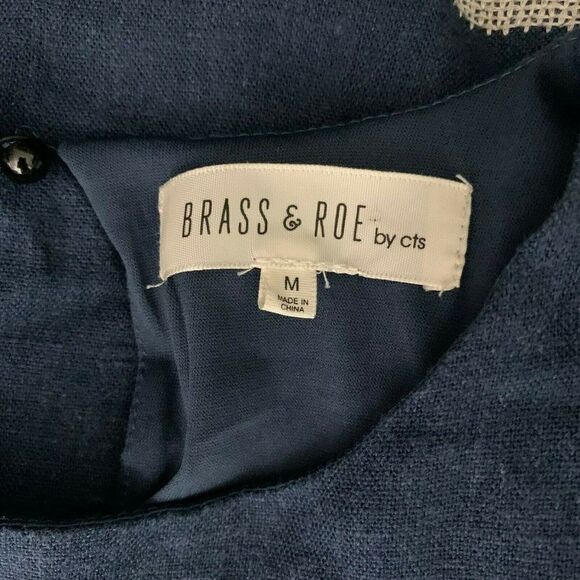 BRASS & ROE by cts
M
MADE IN
CHINA